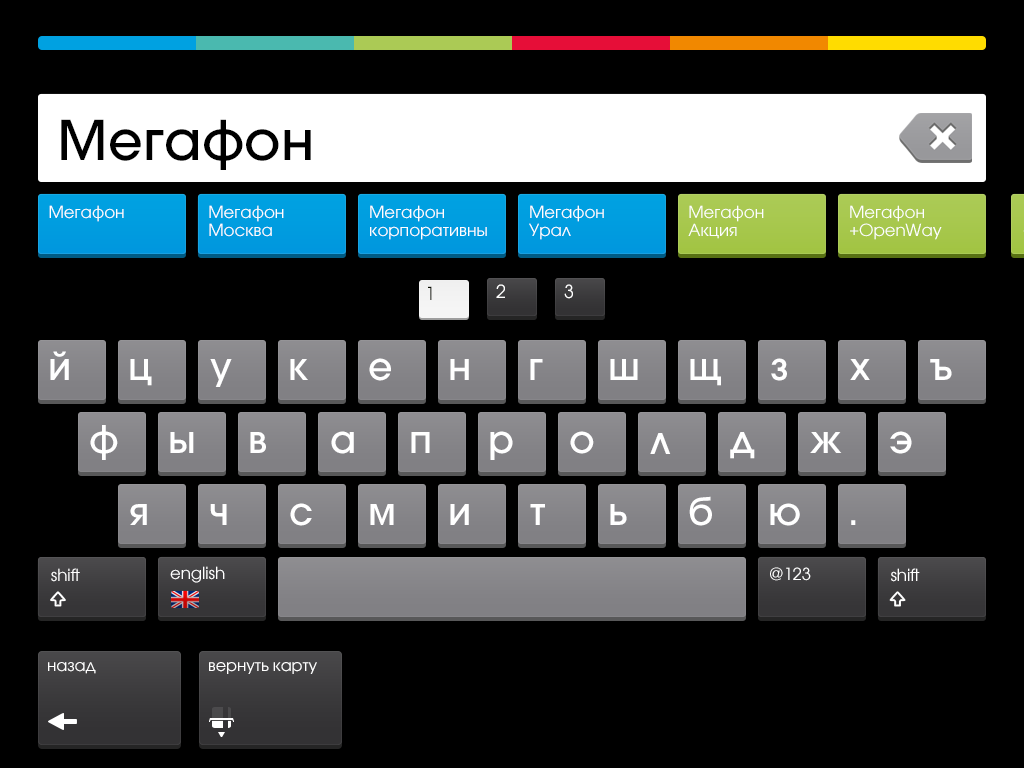 Мегафон
Мегафон
Мегафон
Москва
Мегафон
корпоративны
Мегафон
Урал
Мегафон
Акция
Мегафон
+OpenWay
1 2 3
й ц у к е н г ш щ з х ъ
ф ы в а п р о л д ж э
я ч с м и т ь б ю .
shift english @123 shift
назад вернуть карту